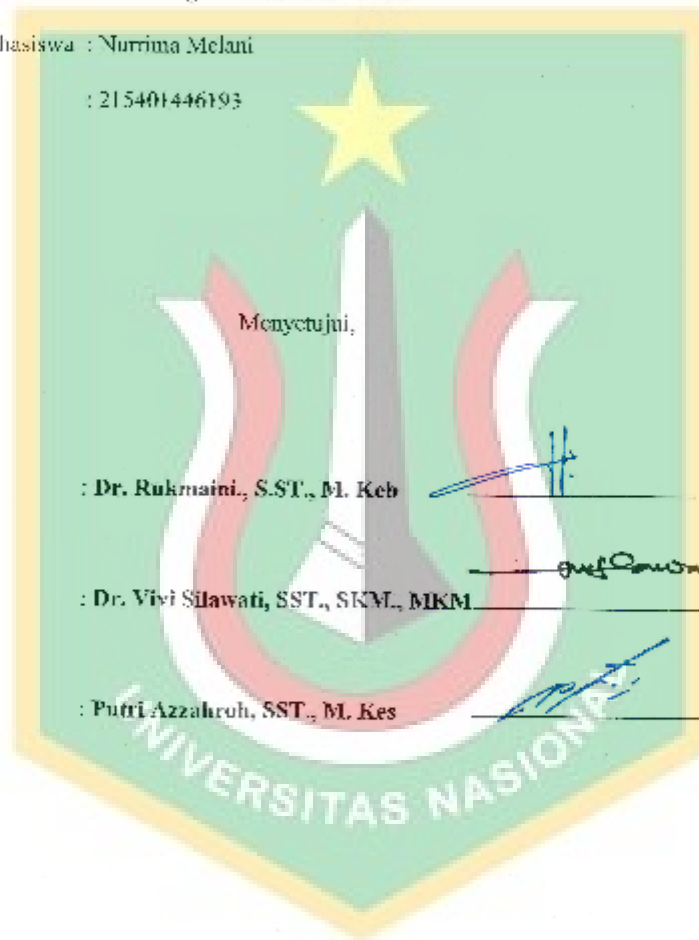 hasiswa : Nurrima Melani
: 215401446193
Menyetujui,
: Dr. Rukmaini., S.ST., M. Keb
: Dr. Vivi Silawati, SST., SKM., MKM
: Putri Azzahroh, SST., M. Kes
UNIVERSITAS NASIONAL